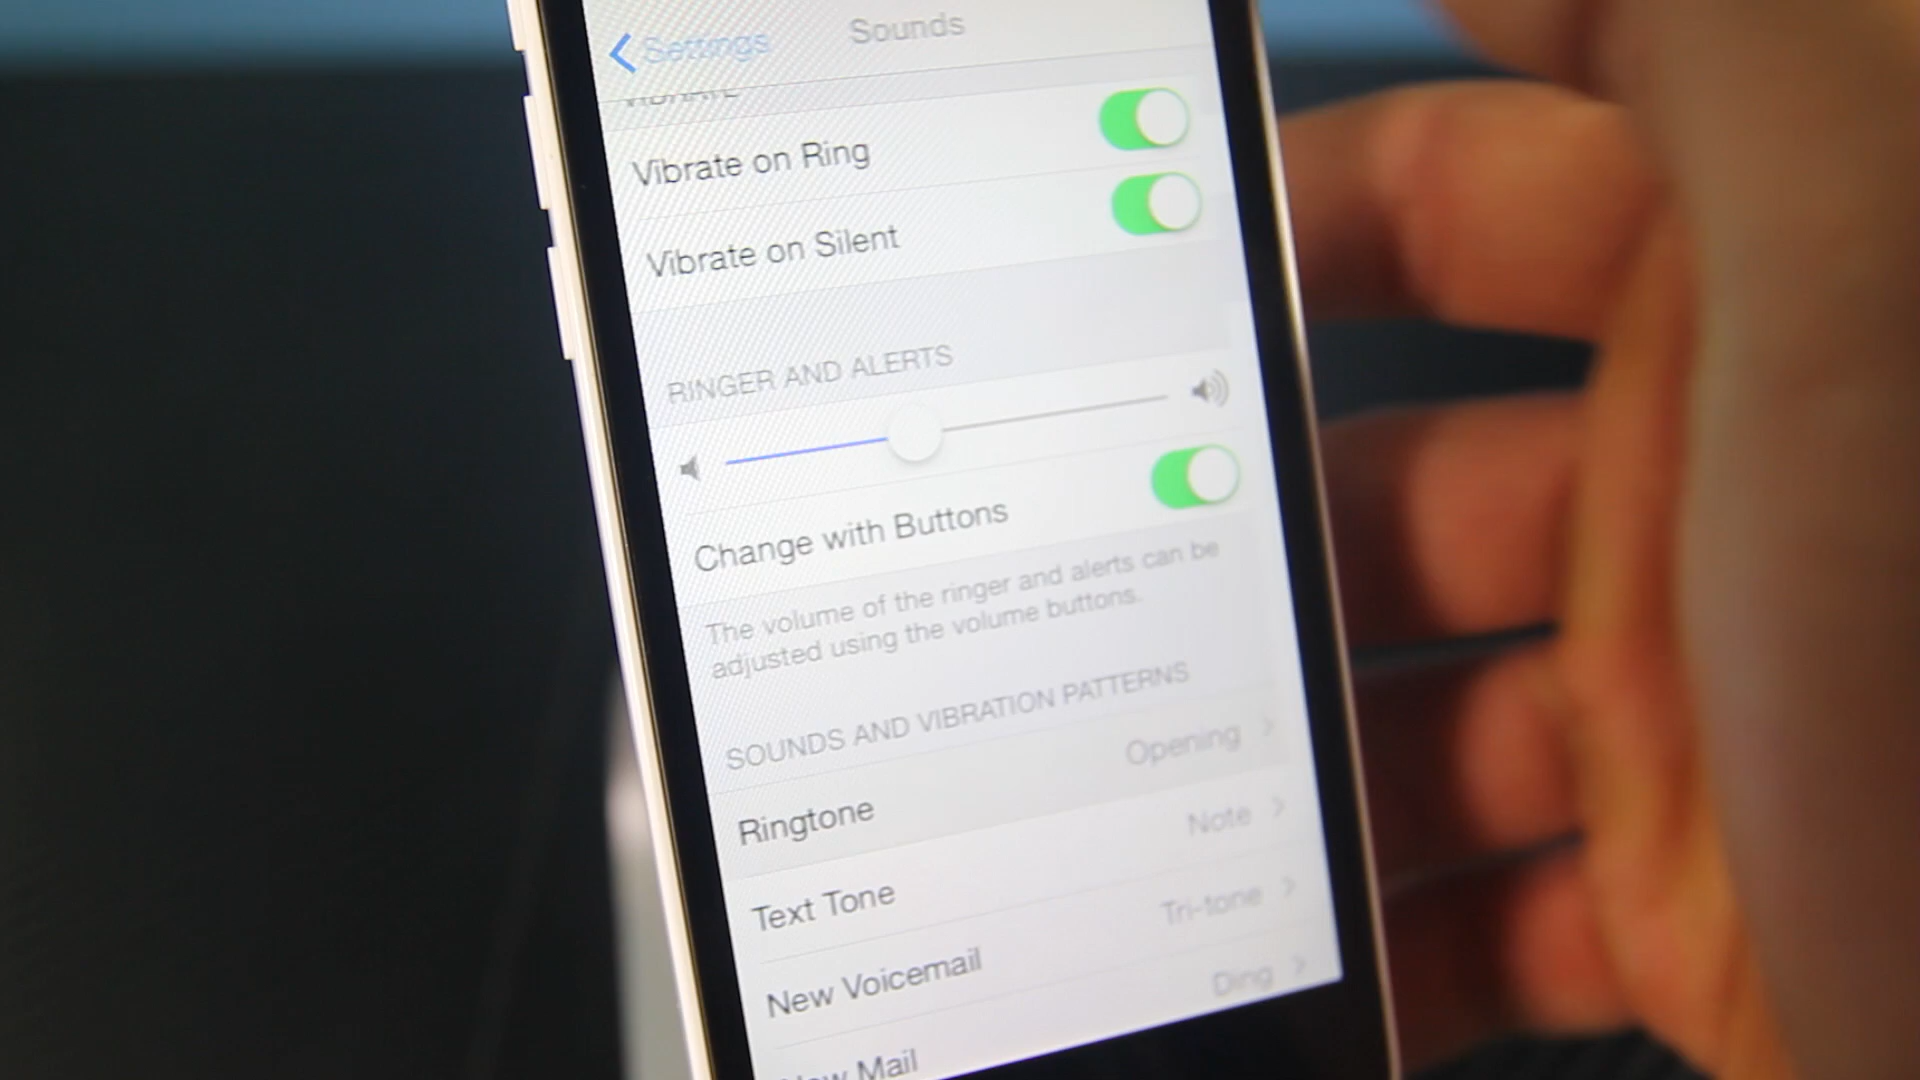 Settings
Sounds
VIBRATE
Vibrate on Ring
Vibrate on Silent
RINGER AND ALERTS
Change with Buttons
The volume of the ringer and alerts can be
adjusted using the volume buttons.
SOUNDS AND VIBRATION PATTERNS
Ringtone Opening
Text Tone Note
New Voicemail Tri-tone
New Mail Ding